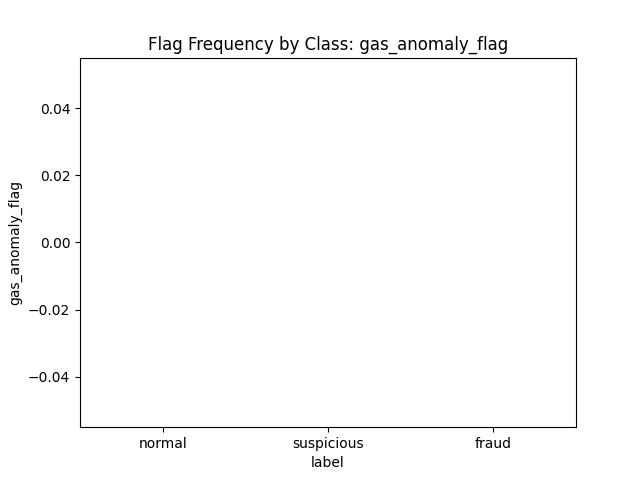 Flag Frequency by Class: gas_anomaly_flag
0.04
0.02
0.00
−0.02
−0.04
gas_anomaly_flag
normal suspicious fraud
label